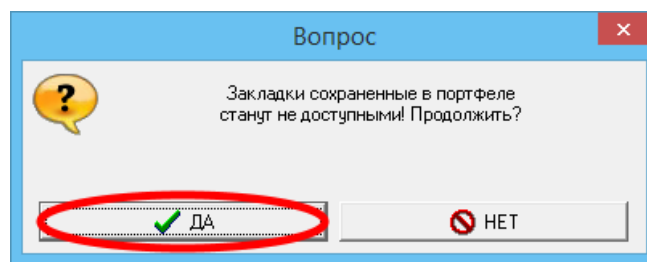 Вопрос
Закладки сохраненные в портфеле
станут не доступными! Продолжить?
ДА
НЕТ